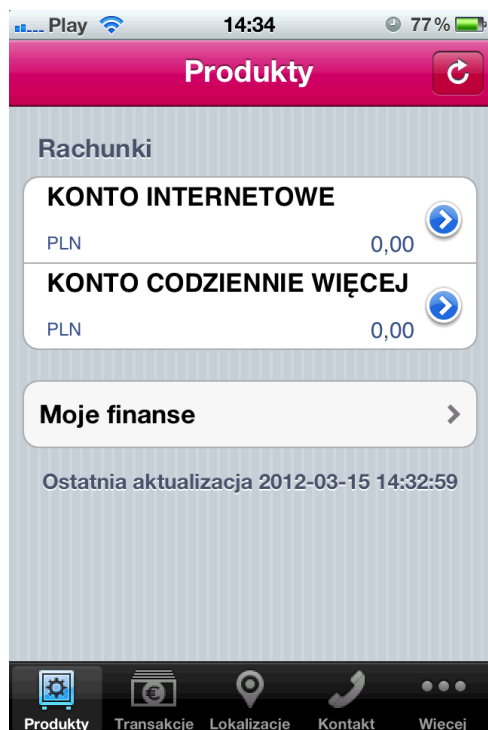 Play 14:34 77%
Produkty
Rachunki
KONTO INTERNETOWE
PLN 0,00
KONTO CODZIENNIE WIĘCEJ
PLN 0,00
Moje finanse
Ostatnia aktualizacja 2012-03-15 14:32:59
Produkty Transakcje Lokalizacje Kontakt Więcej